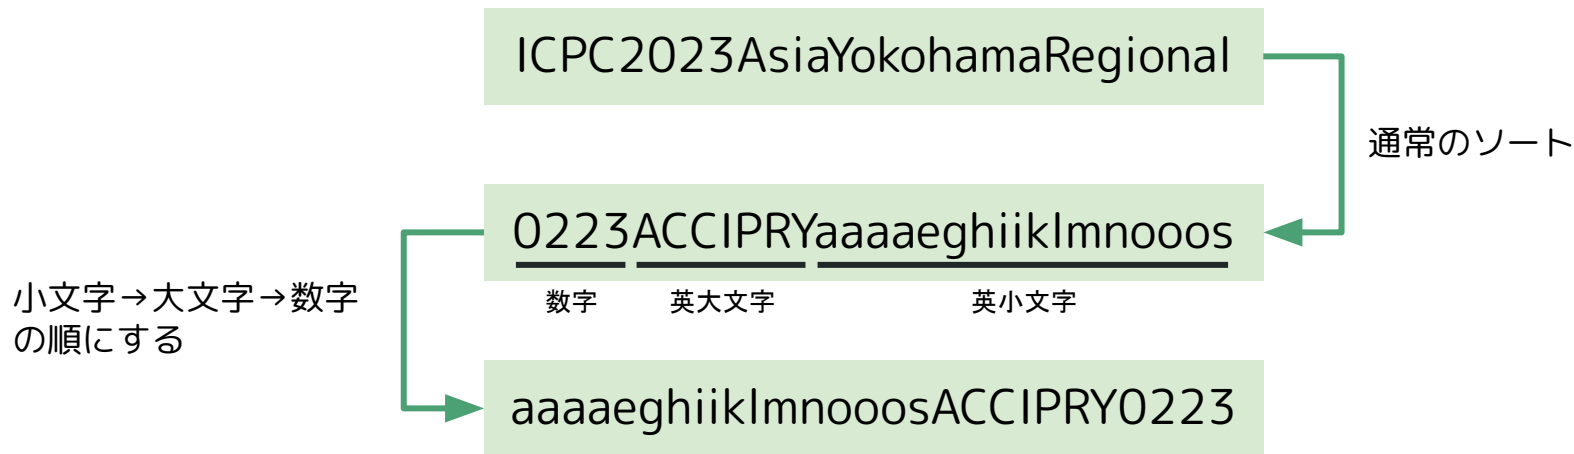 ICPC2023AsiaYokohamaRegional
通常のソート
0223ACCIPRYaaaaeghiiklmnooos
数字 英大文字 英小文字
小文字→大文字→数字
の順にする
aaaaeghiiklmnooosACCIPRY0223